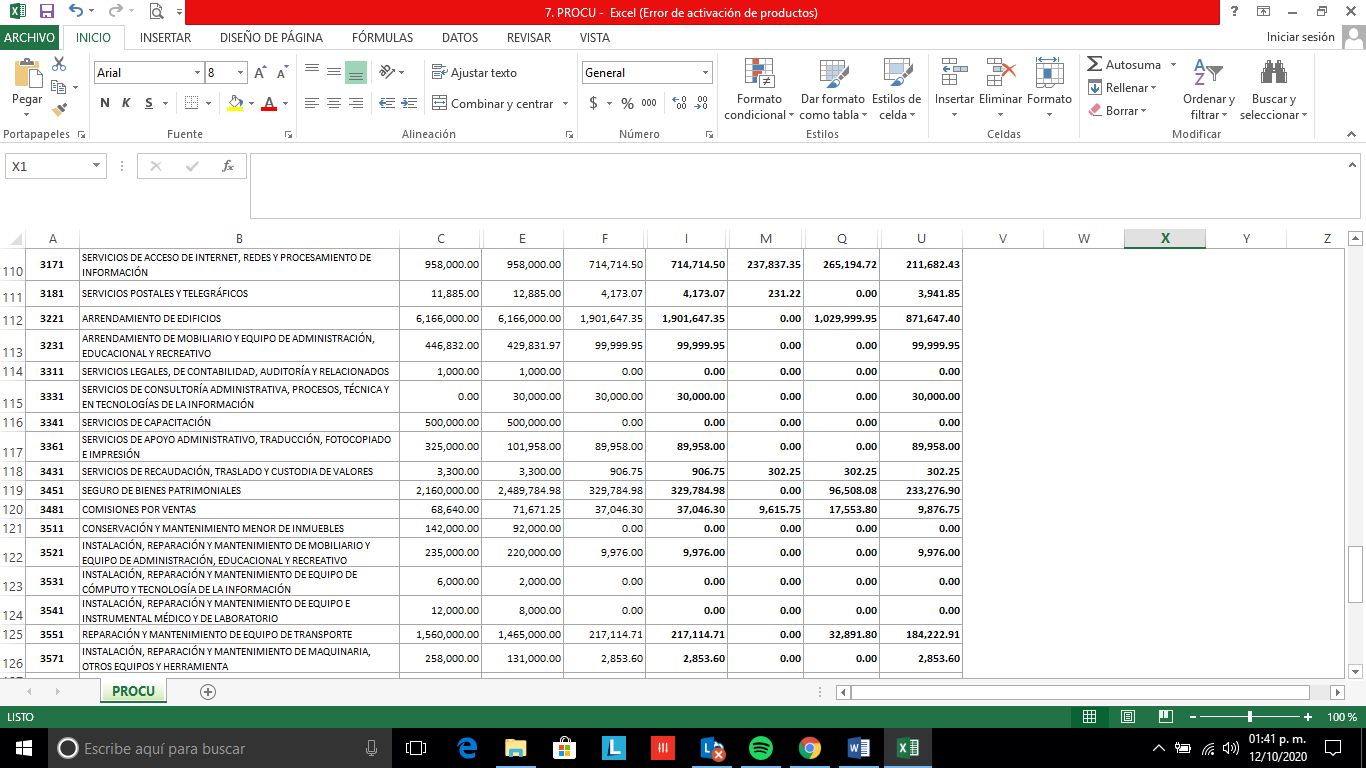 7. PROCU - Excel (Error de activación de productos)
ARCHIVO INICIO INSERTAR DISEÑO DE PÁGINA FÓRMULAS DATOS REVISAR VISTA Iniciar sesión
Pegar
Portapapeles
Arial 8
N K S
Fuente
Ajustar texto
Combinar y centrar
Alineación
General
$ % 000
Número
Formato condicional
Dar formato como tabla
Estilos de celda
Estilos
Insertar Eliminar Formato
Celdas
Autosuma
Rellenar
Borrar
Ordenar y filtrar
Buscar y seleccionar
Modificar
X1 fx
A B C E F I M Q U V W X Y Z
110 3171 SERVICIOS DE ACCESO DE INTERNET, REDES Y PROCESAMIENTO DE INFORMACIÓN 958,000.00 958,000.00 714,714.50 714,714.50 237,837.35 265,194.72 211,682.43
111 3181 SERVICIOS POSTALES Y TELEGRÁFICOS 11,885.00 12,885.00 4,173.07 4,173.07 231.22 0.00 3,941.85
112 3221 ARRENDAMIENTO DE EDIFICIOS 6,166,000.00 6,166,000.00 1,901,647.35 1,901,647.35 0.00 1,029,999.95 871,647.40
113 3231 ARRENDAMIENTO DE MOBILIARIO Y EQUIPO DE ADMINISTRACIÓN, EDUCACIONAL Y RECREATIVO 446,832.00 429,831.97 99,999.95 99,999.95 0.00 0.00 99,999.95
114 3311 SERVICIOS LEGALES, DE CONTABILIDAD, AUDITORÍA Y RELACIONADOS 1,000.00 1,000.00 0.00 0.00 0.00 0.00 0.00
115 3331 SERVICIOS DE CONSULTORÍA ADMINISTRATIVA, PROCESOS, TÉCNICA Y EN TECNOLOGÍAS DE LA INFORMACIÓN 0.00 30,000.00 30,000.00 30,000.00 0.00 0.00 30,000.00
116 3341 SERVICIOS DE CAPACITACIÓN 500,000.00 500,000.00 0.00 0.00 0.00 0.00 0.00
117 3361 SERVICIOS DE APOYO ADMINISTRATIVO, TRADUCCIÓN, FOTOCOPIADO E IMPRESIÓN 325,000.00 101,958.00 89,958.00 89,958.00 0.00 0.00 89,958.00
118 3431 SERVICIOS DE RECAUDACIÓN, TRASLADO Y CUSTODIA DE VALORES 3,300.00 3,300.00 906.75 906.75 302.25 302.25 302.25
119 3451 SEGURO DE BIENES PATRIMONIALES 2,160,000.00 2,489,784.98 329,784.98 329,784.98 0.00 96,508.08 233,276.90
120 3481 COMISIONES POR VENTAS 68,640.00 71,671.25 37,046.30 37,046.30 9,615.75 17,553.80 9,876.75
121 3511 CONSERVACIÓN Y MANTENIMIENTO MENOR DE INMUEBLES 142,000.00 92,000.00 0.00 0.00 0.00 0.00 0.00
122 3521 INSTALACIÓN, REPARACIÓN Y MANTENIMIENTO DE MOBILIARIO Y EQUIPO DE ADMINISTRACIÓN, EDUCACIONAL Y RECREATIVO 235,000.00 220,000.00 9,976.00 9,976.00 0.00 0.00 9,976.00
123 3531 INSTALACIÓN, REPARACIÓN Y MANTENIMIENTO DE EQUIPO DE CÓMPUTO Y TECNOLOGÍA DE LA INFORMACIÓN 6,000.00 2,000.00 0.00 0.00 0.00 0.00 0.00
124 3541 INSTALACIÓN, REPARACIÓN Y MANTENIMIENTO DE EQUIPO E INSTRUMENTAL MÉDICO Y DE LABORATORIO 12,000.00 8,000.00 0.00 0.00 0.00 0.00 0.00
125 3551 REPARACIÓN Y MANTENIMIENTO DE EQUIPO DE TRANSPORTE 1,560,000.00 1,465,000.00 217,114.71 217,114.71 0.00 32,891.80 184,222.91
126 3571 INSTALACIÓN, REPARACIÓN Y MANTENIMIENTO DE MAQUINARIA, OTROS EQUIPOS Y HERRAMIENTA 258,000.00 131,000.00 2,853.60 2,853.60 0.00 0.00 2,853.60
PROCU
LISTO 100 %
Escribe aquí para buscar
01:41 p. m.
12/10/2020